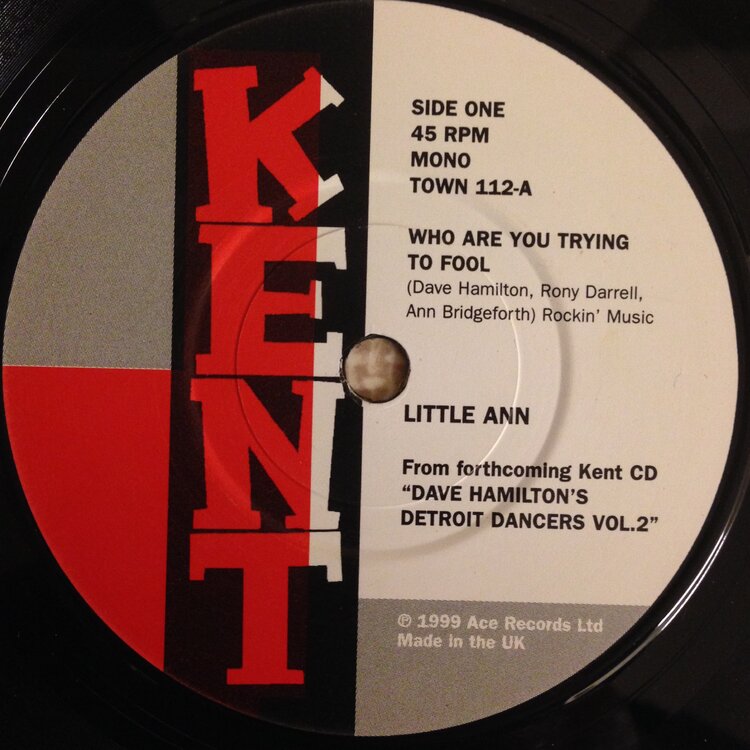 KENT
SIDE ONE
45 RPM
MONO
TOWN 112-A
WHO ARE YOU TRYING
TO FOOL
(Dave Hamilton, Rony Darrell,
Ann Bridgeforth) Rockin' Music
LITTLE ANN
From forthcoming Kent CD
“DAVE HAMILTON'S
DETROIT DANCERS VOL.2”
℗ 1999 Ace Records Ltd
Made in the UK